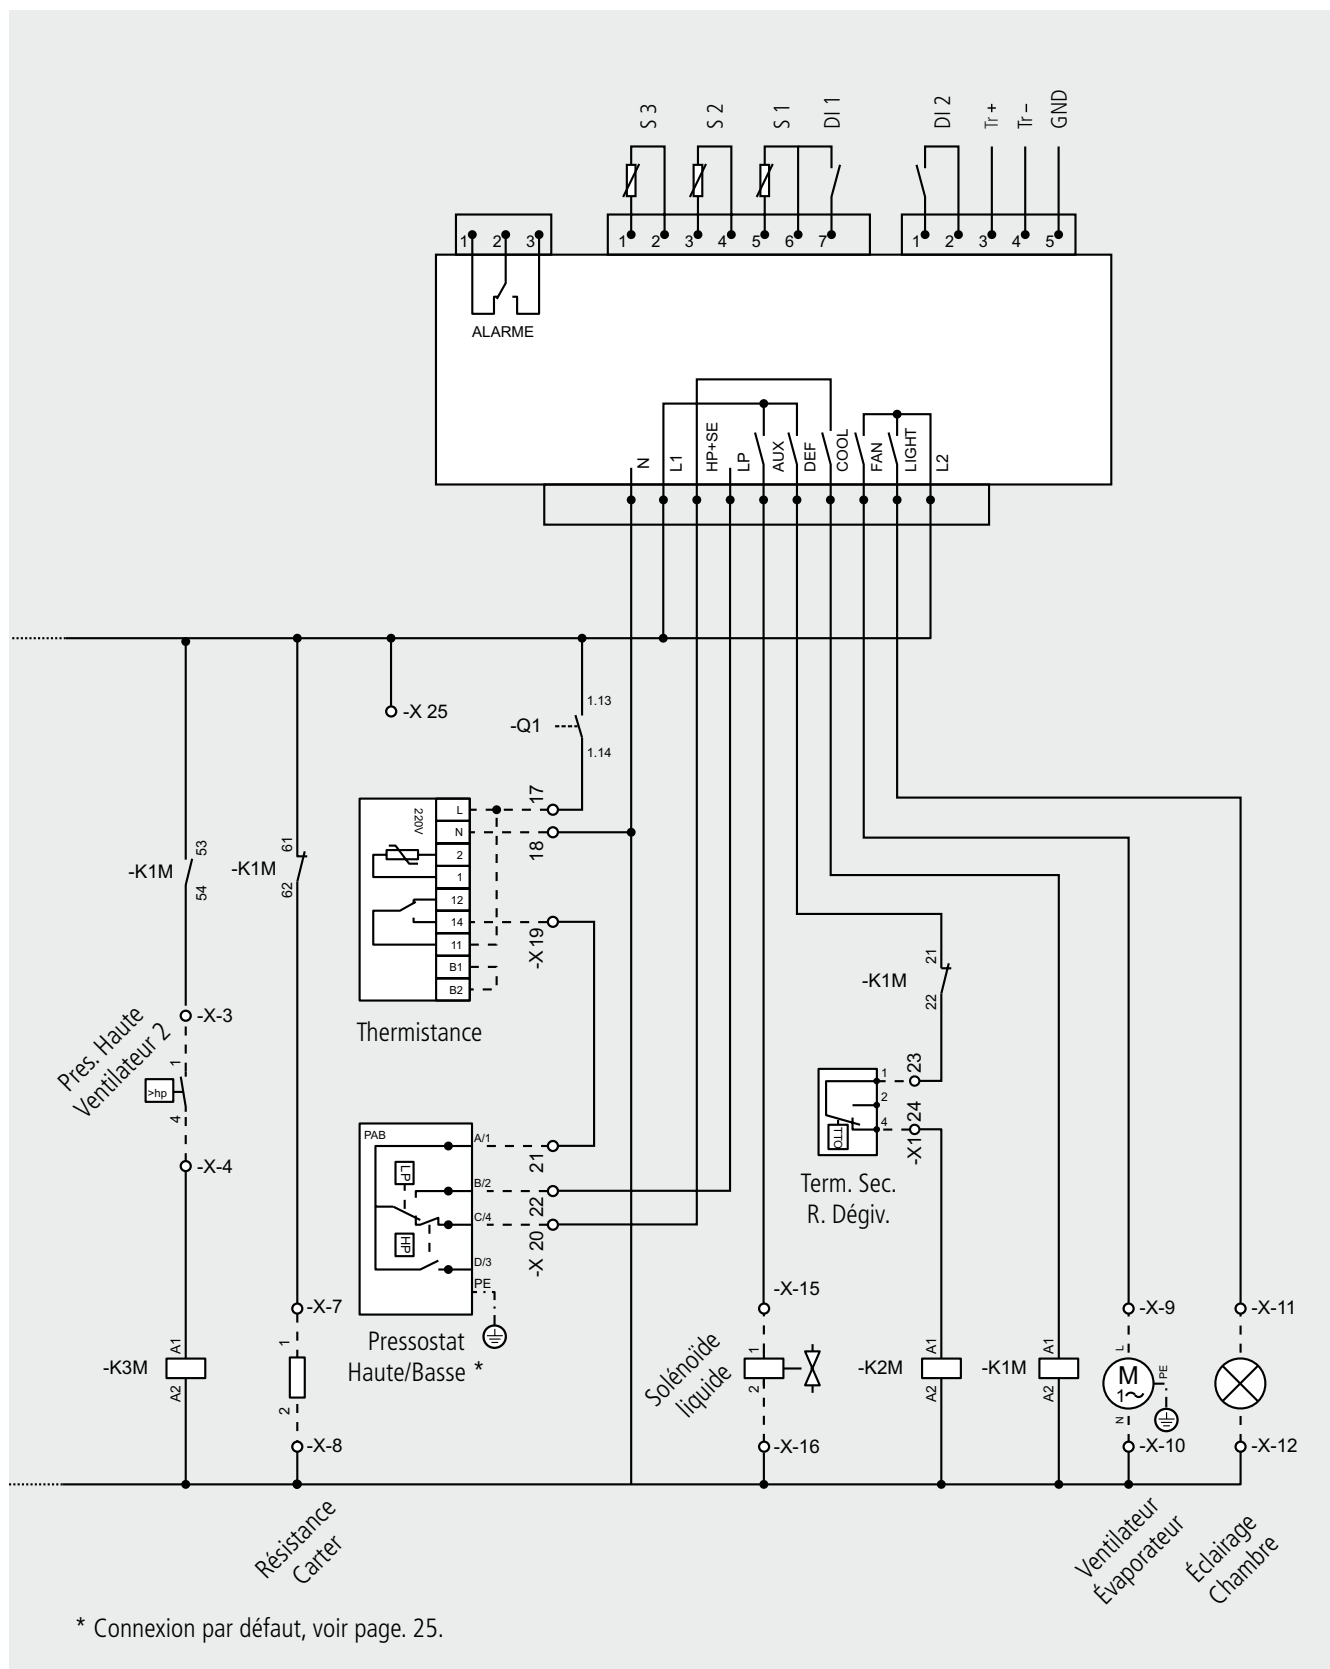 S 3
S 2
S 1
DI 1
DI 2
Tr +
Tr –
GND
1 2 3
1 2 3 4 5 6 7
1 2 3 4 5
ALARME
N
L1
HP+SE
LP
AUX
DEF
COOL
FAN
LIGHT
L2
-X 25
-Q1
1.13
1.14
17
18
-X19
220V
L
N
2
1
12
14
11
B1
B2
Thermistance
-K1M
53
54
-K1M
61
62
-X-3
Pres. Haute
Ventilateur 2
1
>hp
4
-X-4
-K1M
21
22
23
24
-X1
1
2
4
TTO
Term. Sec.
R. Dégiv.
PAB
A/1
LP
B/2
C/4
HP
D/3
PE
21
22
-X 20
Pressostat
Haute/Basse *
-X-7
1
2
-X-8
-K3M
A1
A2
-X-15
Solénoïde
liquide
1
2
-X-16
-K2M
A1
A2
-K1M
A1
A2
-X-9
L
M
1~
PE
N
-X-10
-X-11
-X-12
Résistance
Carter
Ventilateur
Évaporateur
Éclairage
Chambre
* Connexion par défaut, voir page. 25.